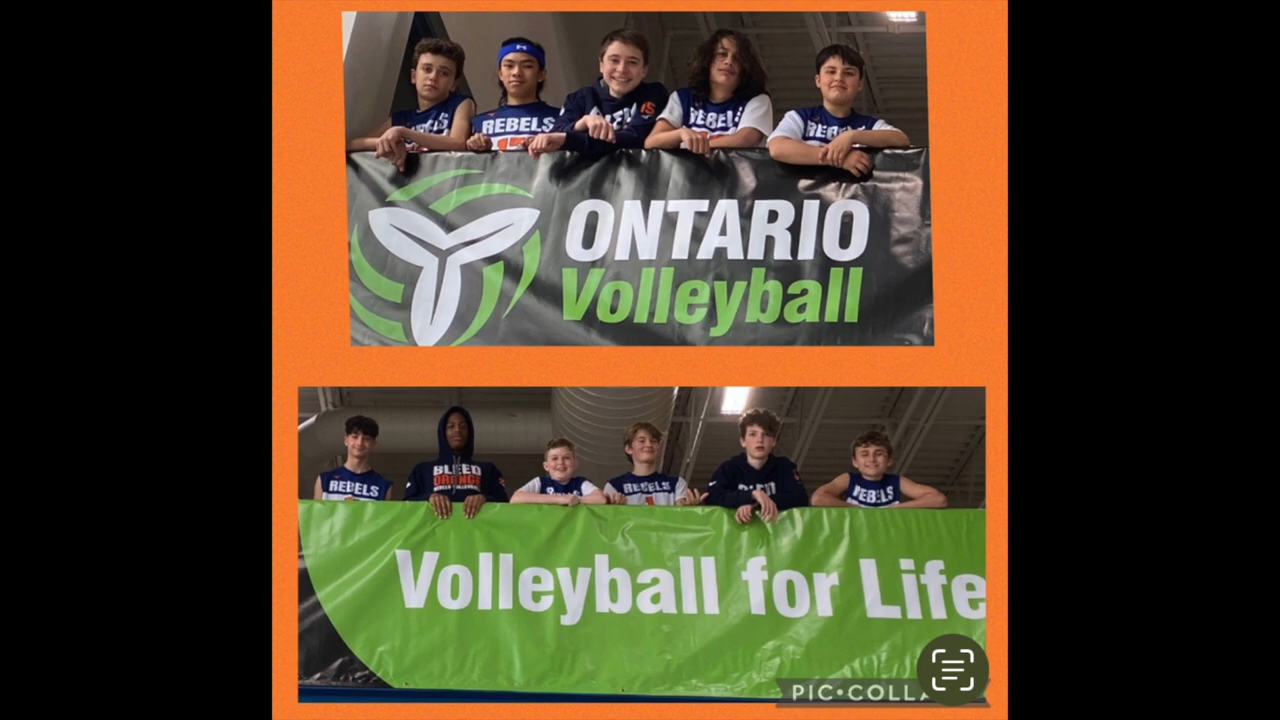 REBELS
REBELS
REBELS
ONTARIO
Volleyball
REBELS
BLEED
ORANGE
REBELS
REBELS
Volleyball for Life
PIC•COLLA